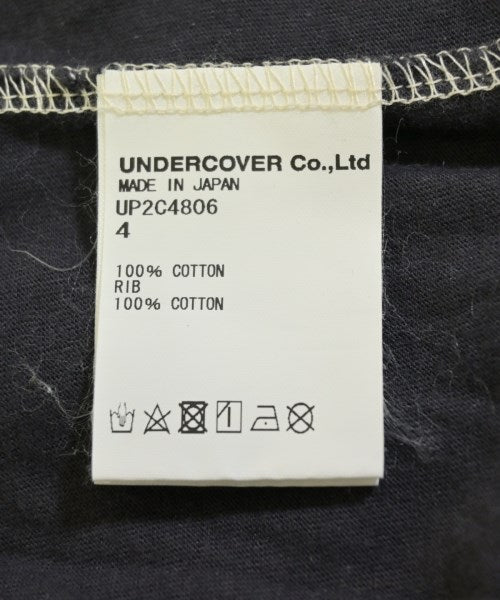 UNDERCOVER Co.,Ltd
MADE IN JAPAN
UP2C4806
4
100% COTTON
RIB
100% COTTON